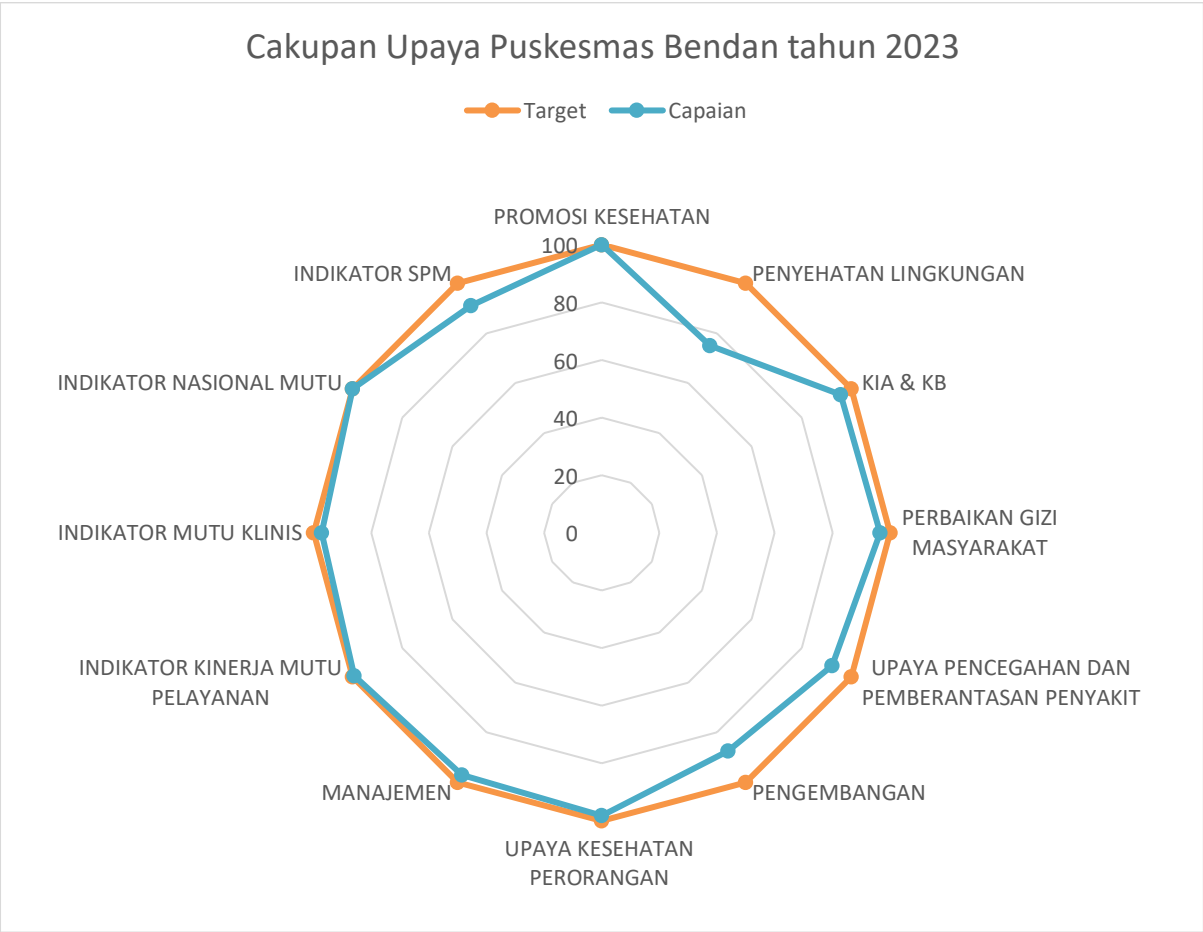 Cakupan Upaya Puskesmas Bendan tahun 2023
Target
Capaian
PROMOSI KESEHATAN
PENYEHATAN LINGKUNGAN
KIA & KB
PERBAIKAN GIZI
MASYARAKAT
UPAYA PENCEGAHAN DAN
PEMBERANTASAN PENYAKIT
PENGEMBANGAN
UPAYA KESEHATAN
PERORANGAN
MANAJEMEN
INDIKATOR KINERJA MUTU
PELAYANAN
INDIKATOR MUTU KLINIS
INDIKATOR NASIONAL MUTU
INDIKATOR SPM
100
80
60
40
20
0